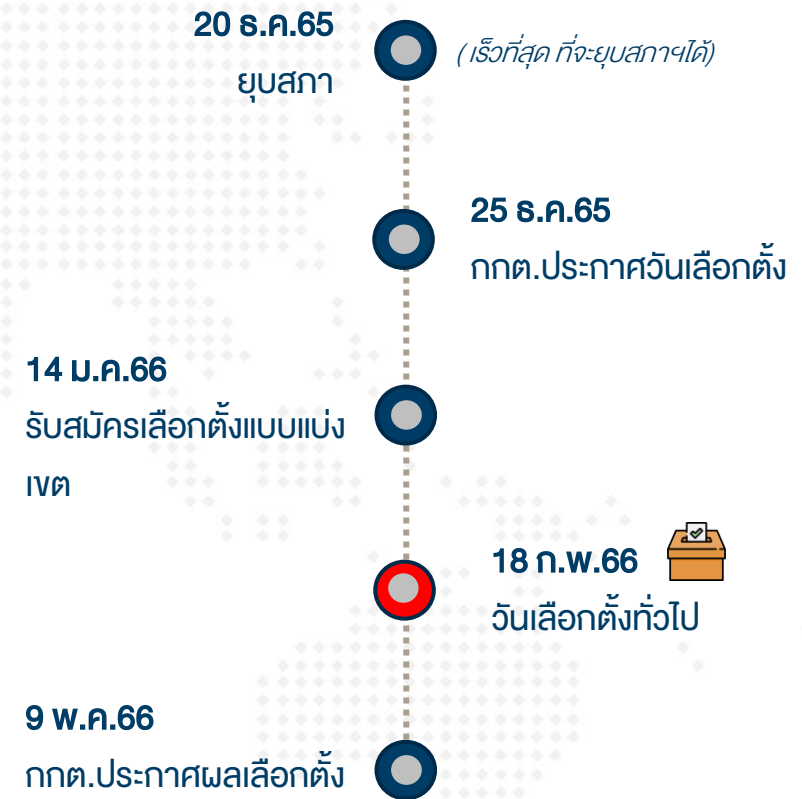 20 ธ.ค.65
ยุบสภา
( เร็วที่สุด ที่จะยุบสภาฯได้)
25 ธ.ค.65
กกต.ประกาศวันเลือกตั้ง
14 ม.ค.66
รับสมัครเลือกตั้งแบบแบ่ง
เขต
18 ก.พ.66
วันเลือกตั้งทั่วไป
9 พ.ค.66
กกต.ประกาศผลเลือกตั้ง